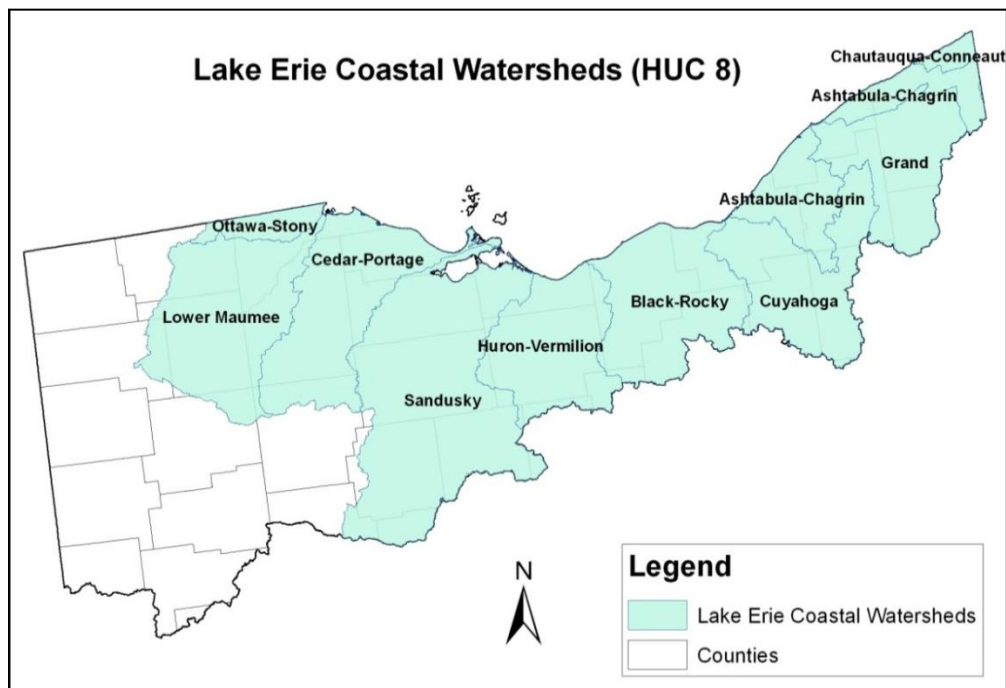 Lake Erie Coastal Watersheds (HUC 8)
Chautauqua-Conneaut
Ashtabula-Chagrin
Grand
Ashtabula-Chagrin
Ottawa-Stony
Cedar-Portage
Black-Rocky
Cuyahoga
Lower Maumee
Huron-Vermilion
Sandusky
N
Legend
Lake Erie Coastal Watersheds
Counties